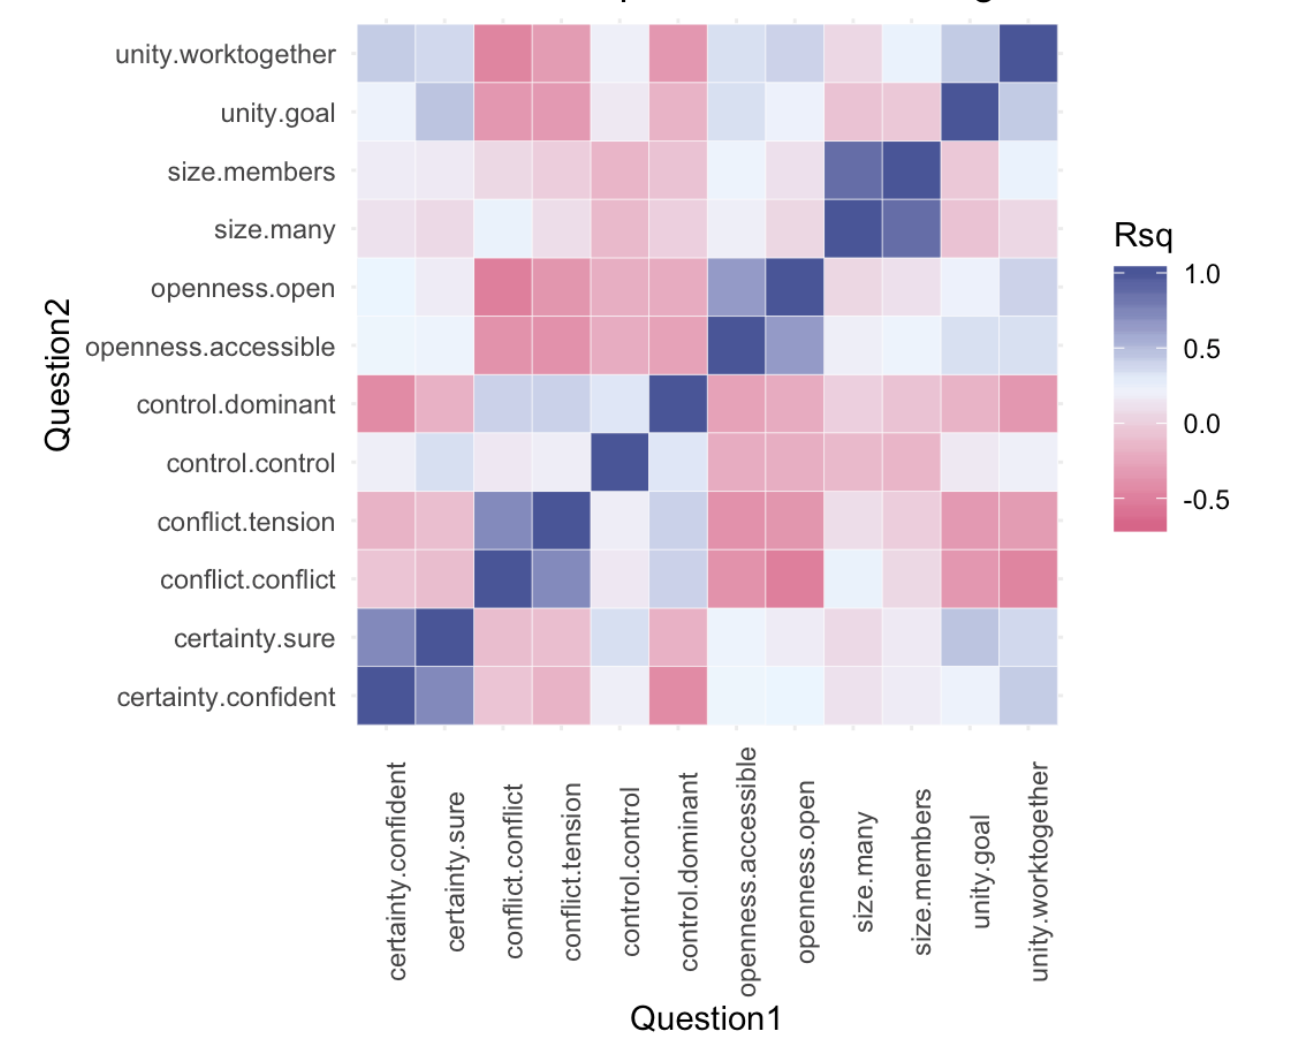 unity.worktogether
unity.goal
size.members
size.many
openness.open
openness.accessible
control.dominant
control.control
conflict.tension
conflict.conflict
certainty.sure
certainty.confident
Question2
certainty.confident
certainty.sure
conflict.conflict
conflict.tension
control.control
control.dominant
openness.accessible
openness.open
size.many
size.members
unity.goal
unity.worktogether
Question1
Rsq
1.0
0.5
0.0
-0.5